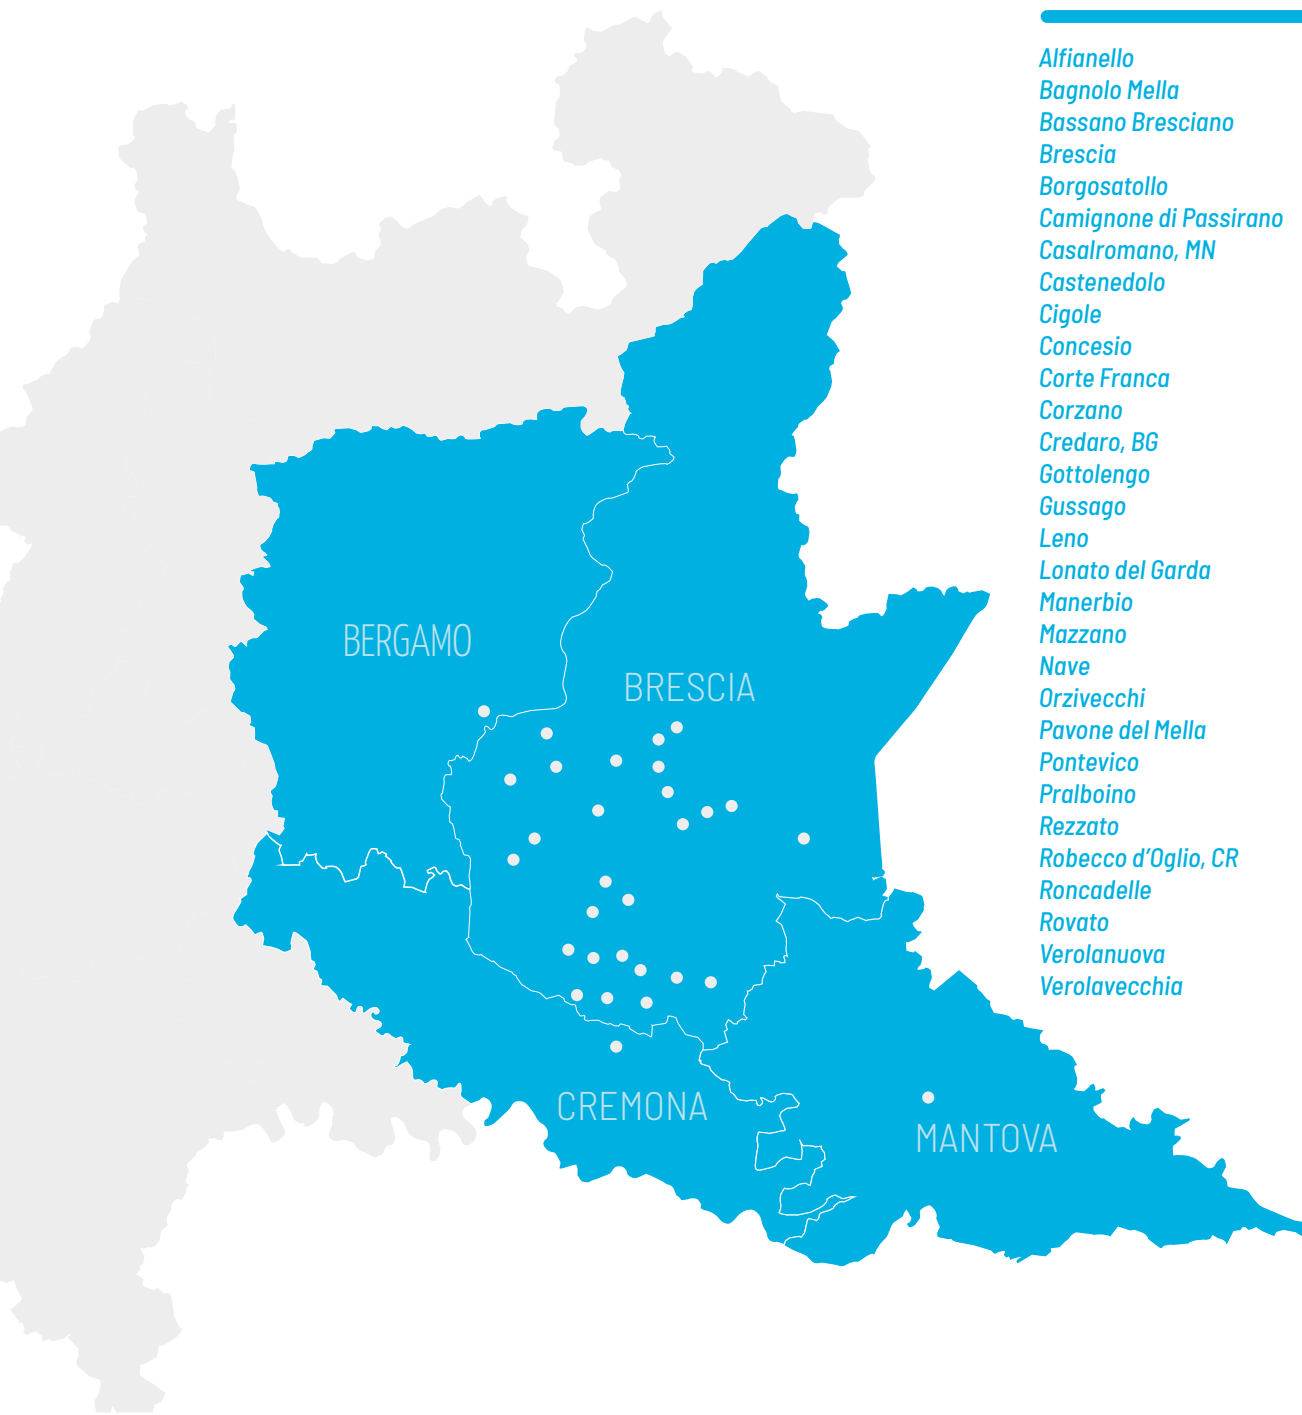 Alfianello
Bagnolo Mella
Bassano Bresciano
Brescia
Borgosatollo
Camignone di Passirano
Casalromano, MN
Castenedolo
Cigole
Concesio
Corte Franca
Corzano
Credaro, BG
Gottolengo
Gussago
Leno
Lonato del Garda
Manerbio
Mazzano
Nave
Orzivecchi
Pavone del Mella
Pontevico
Pralboino
Rezzato
Robecco d’Oglio, CR
Roncadelle
Rovato
Verolanuova
Verolavecchia
BERGAMO
BRESCIA
CREMONA
MANTOVA